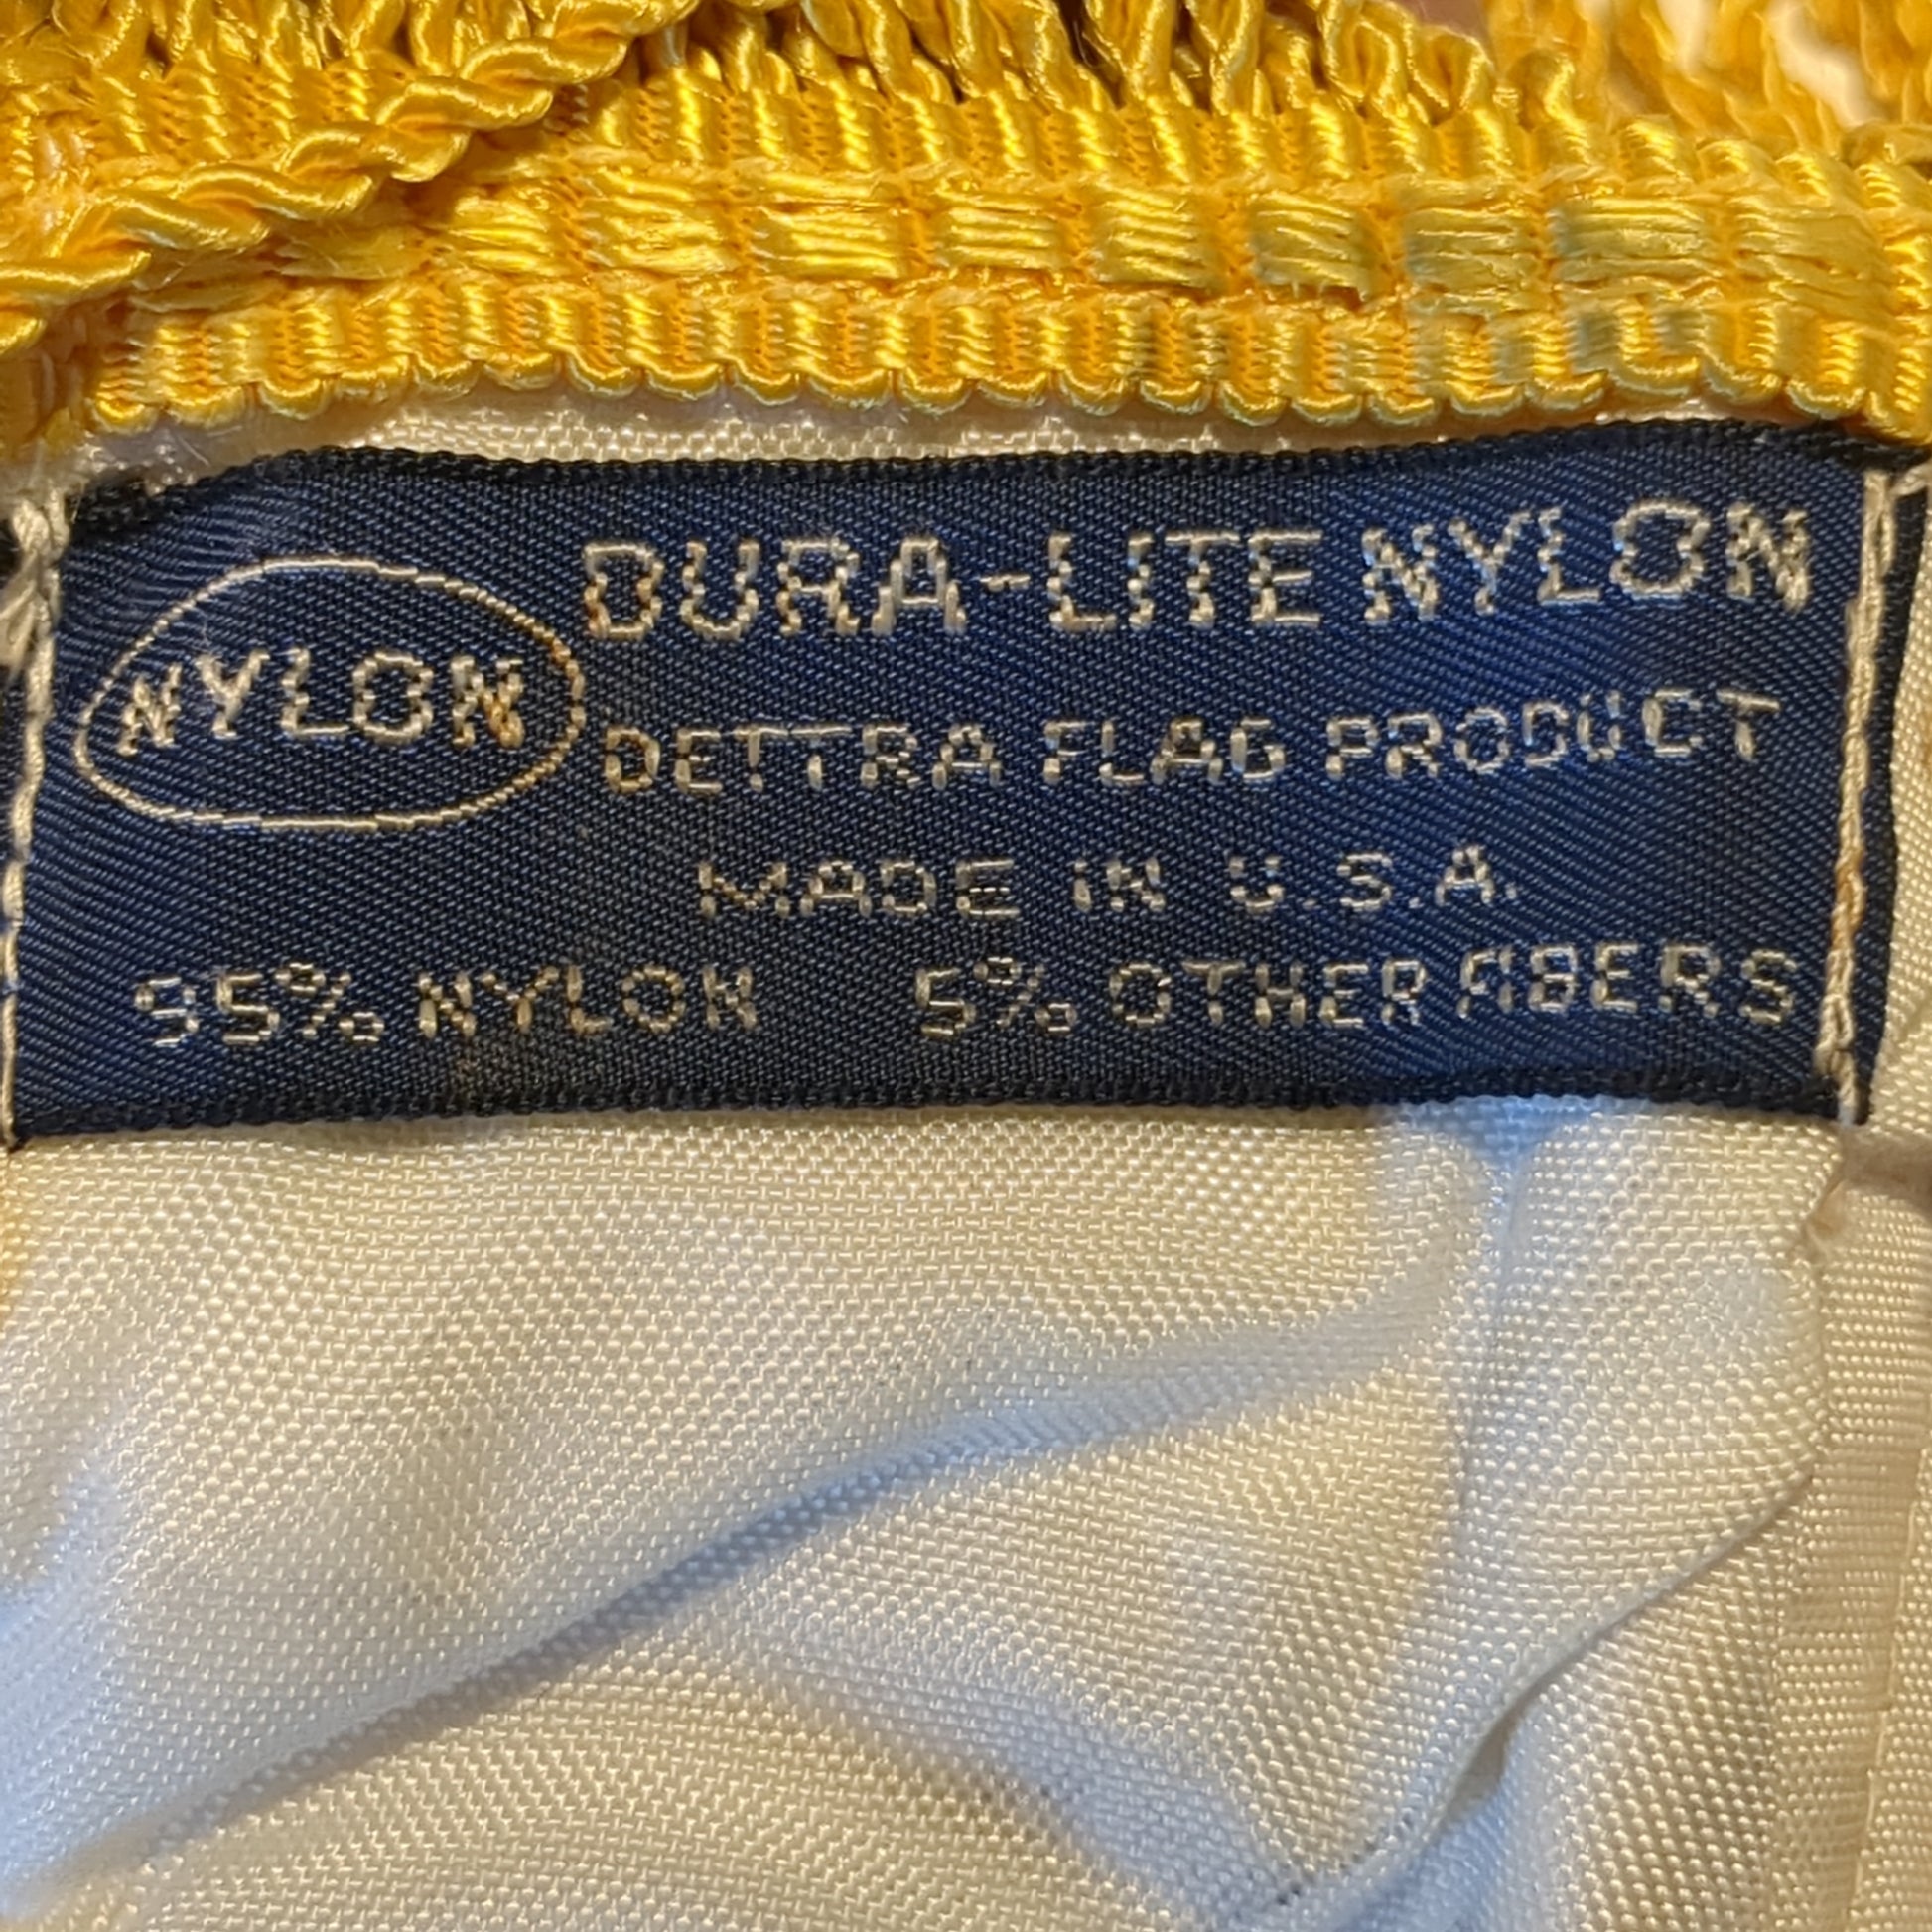 DURA-LITE NYLON
NYLON
DETTRA FLAG PRODUCT
MADE IN U.S.A.
95% NYLON 5% OTHER FIBERS